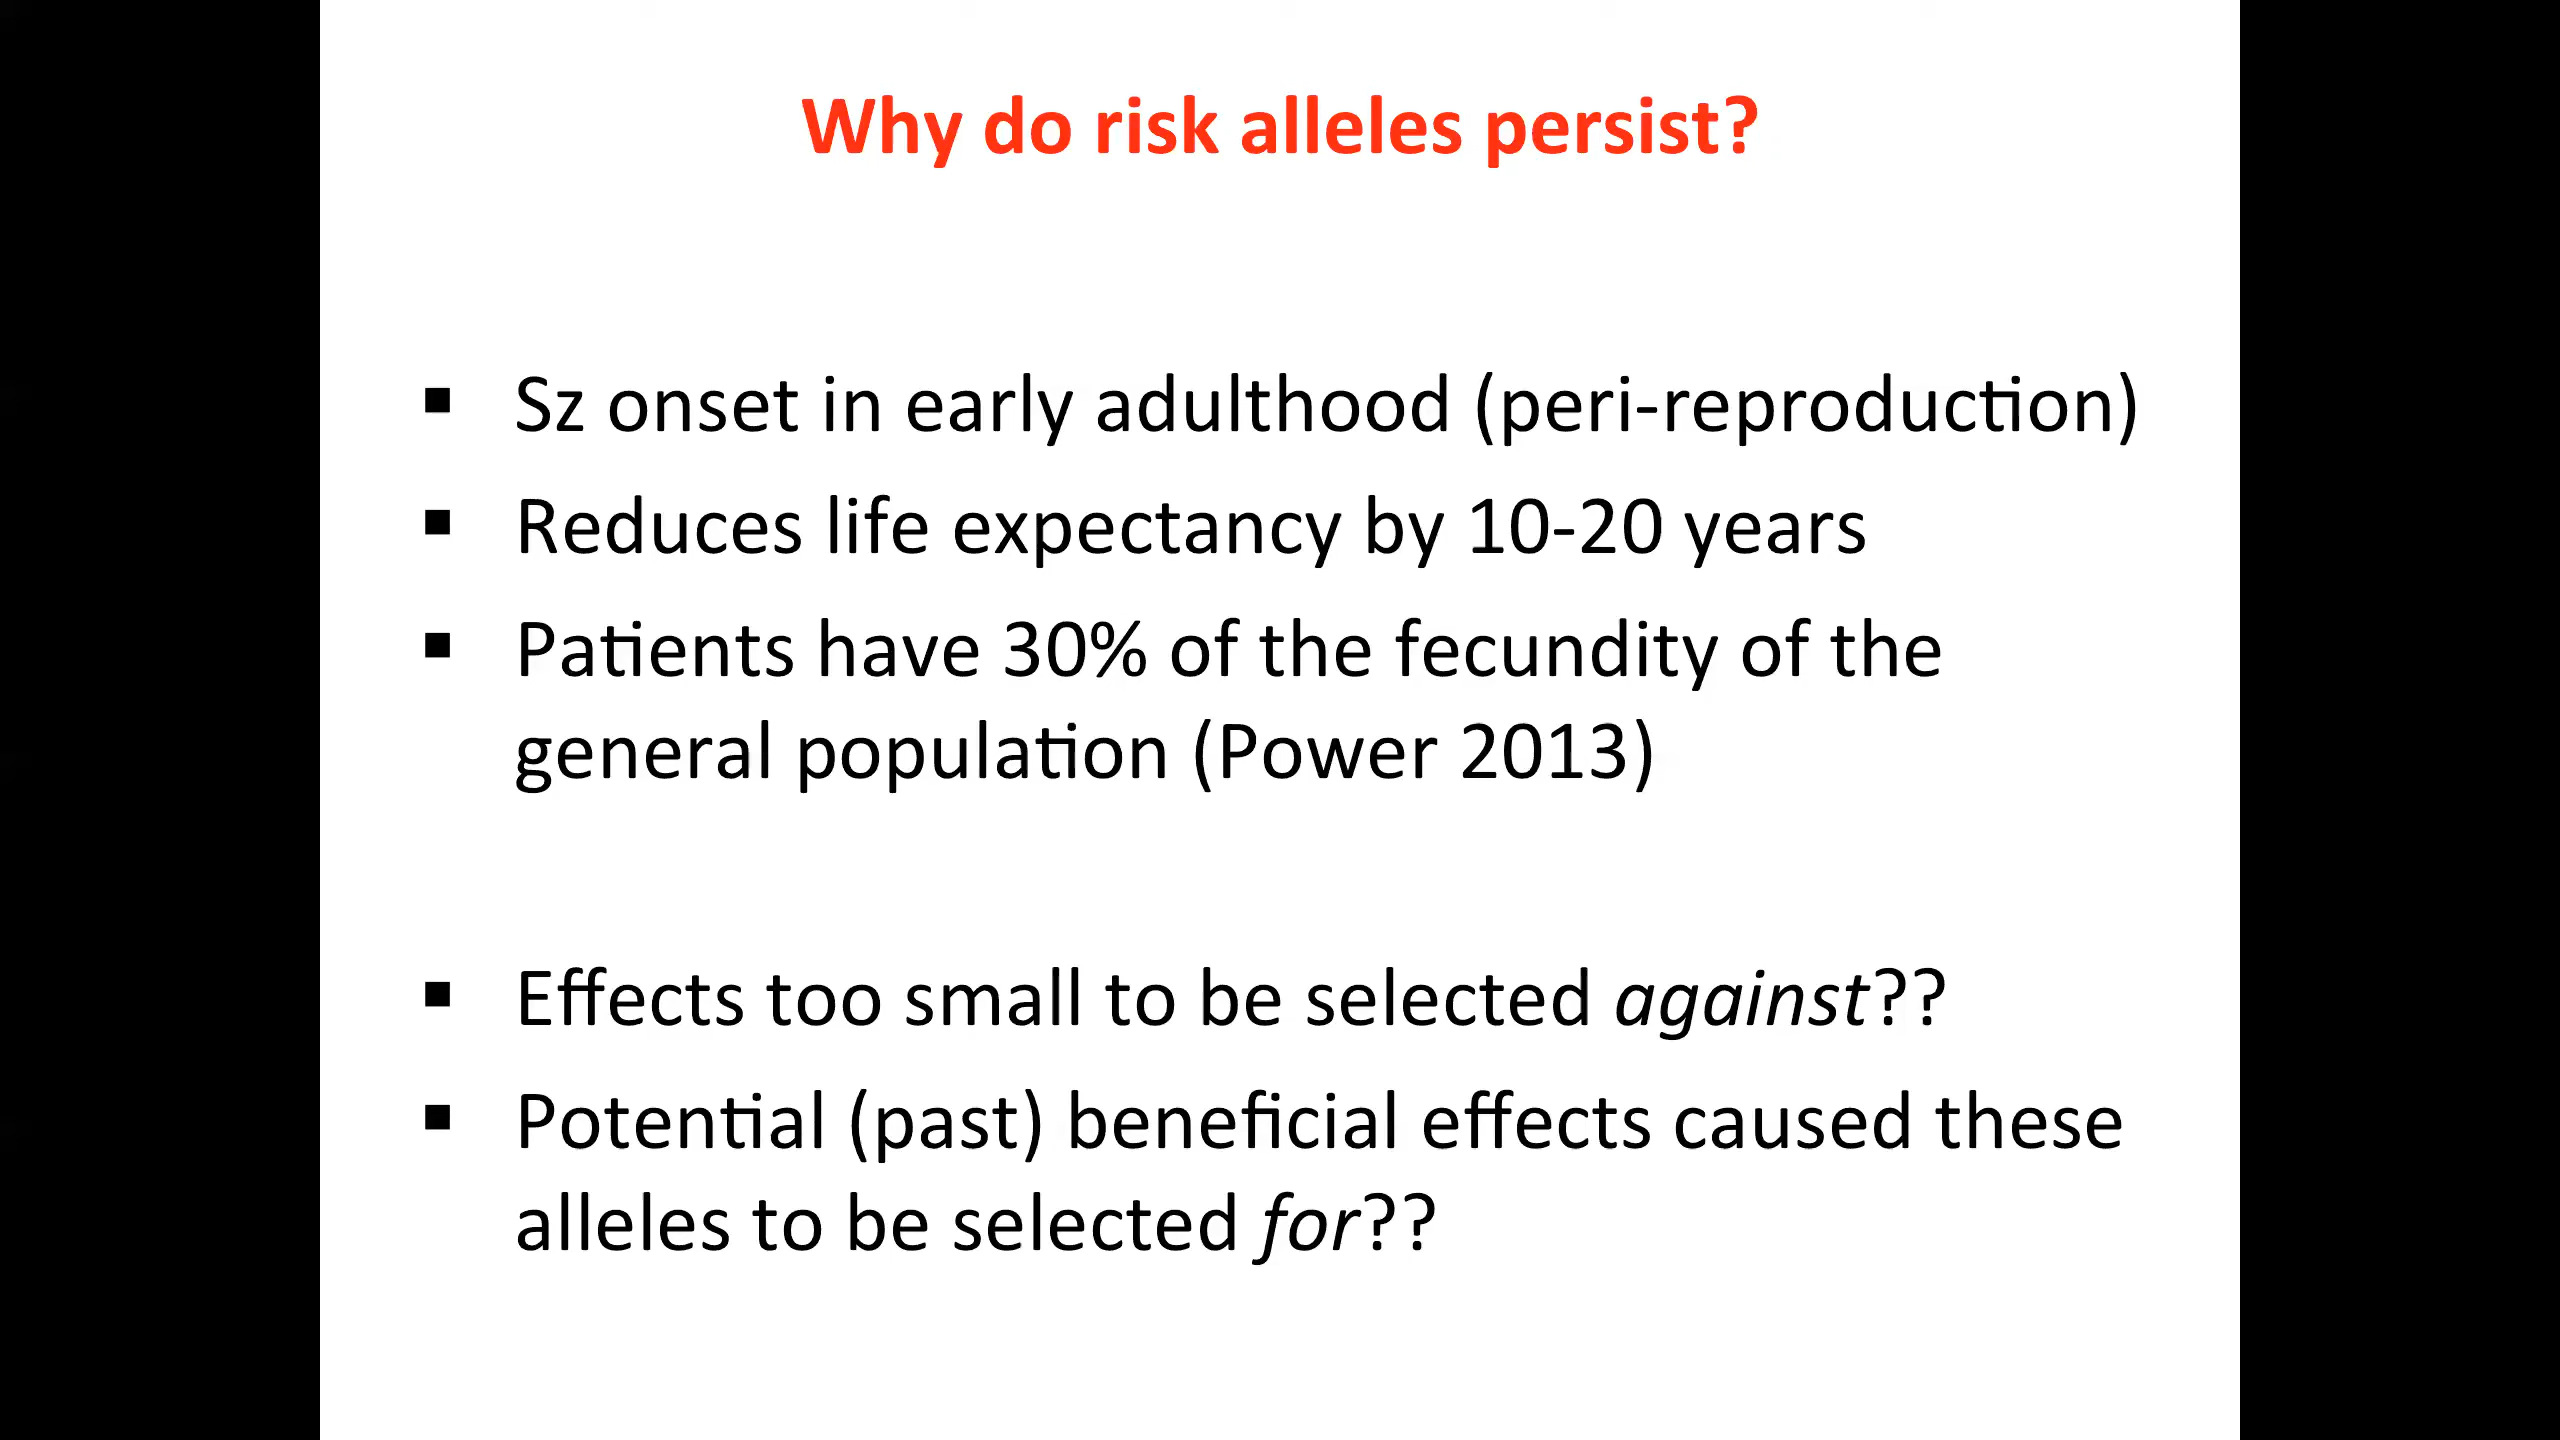 Why do risk alleles persist?
▪ Sz onset in early adulthood (peri-reproduction)
▪ Reduces life expectancy by 10-20 years
▪ Patients have 30% of the fecundity of the
general population (Power 2013)
▪ Effects too small to be selected against??
▪ Potential (past) beneficial effects caused these
alleles to be selected for??